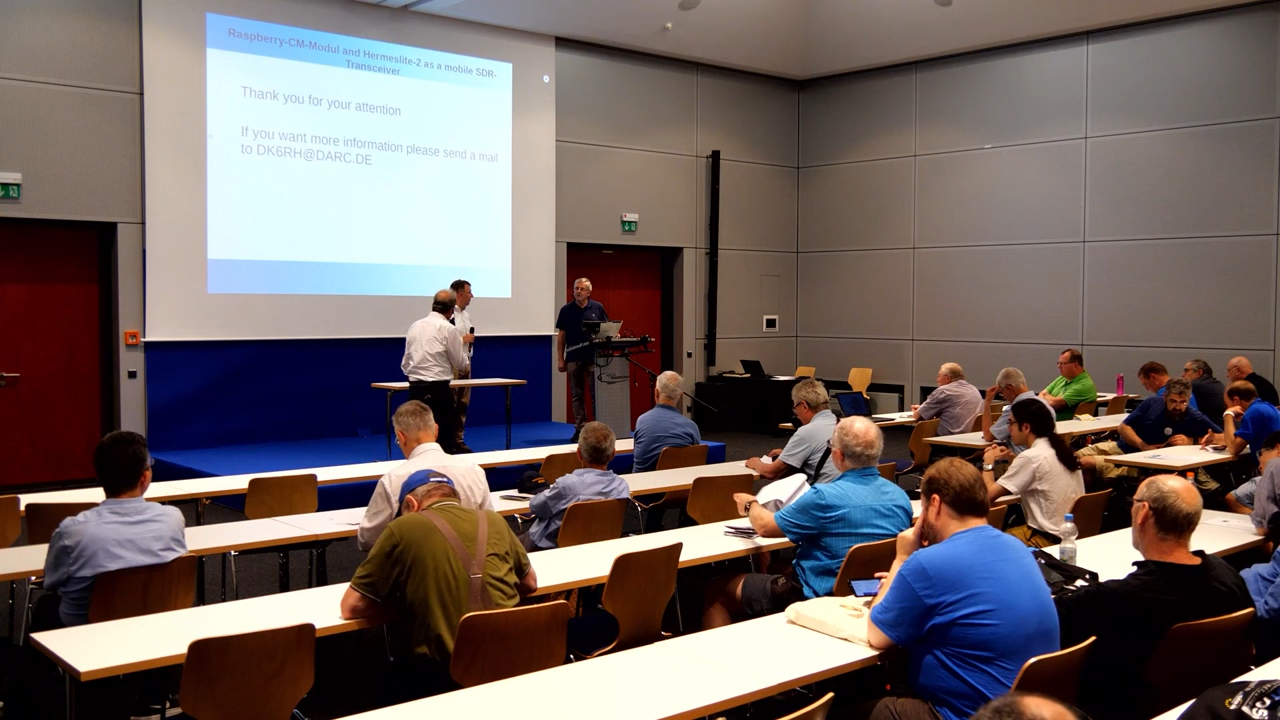 Raspberry-CM-Modul and Hermeslite-2 as a mobile SDR-
Transceiver
Thank you for your attention
If you want more information please send a mail
to DK6RH@DARC.DE